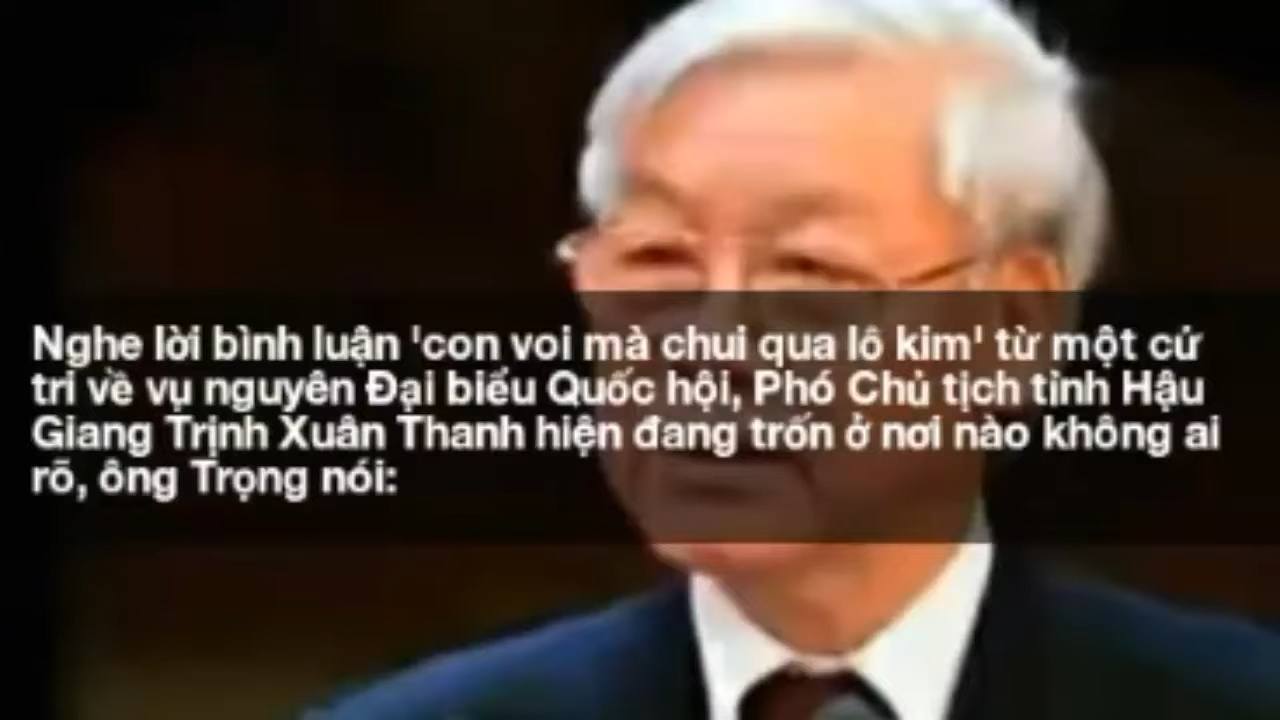 Nghe lời bình luận 'con voi mà chui qua lô kim' từ một cử
tri về vụ nguyên Đại biểu Quốc hội, Phó Chủ tịch tỉnh Hậu
Giang Trịnh Xuân Thanh hiện đang trốn ở nơi nào không ai
rõ, ông Trọng nói: